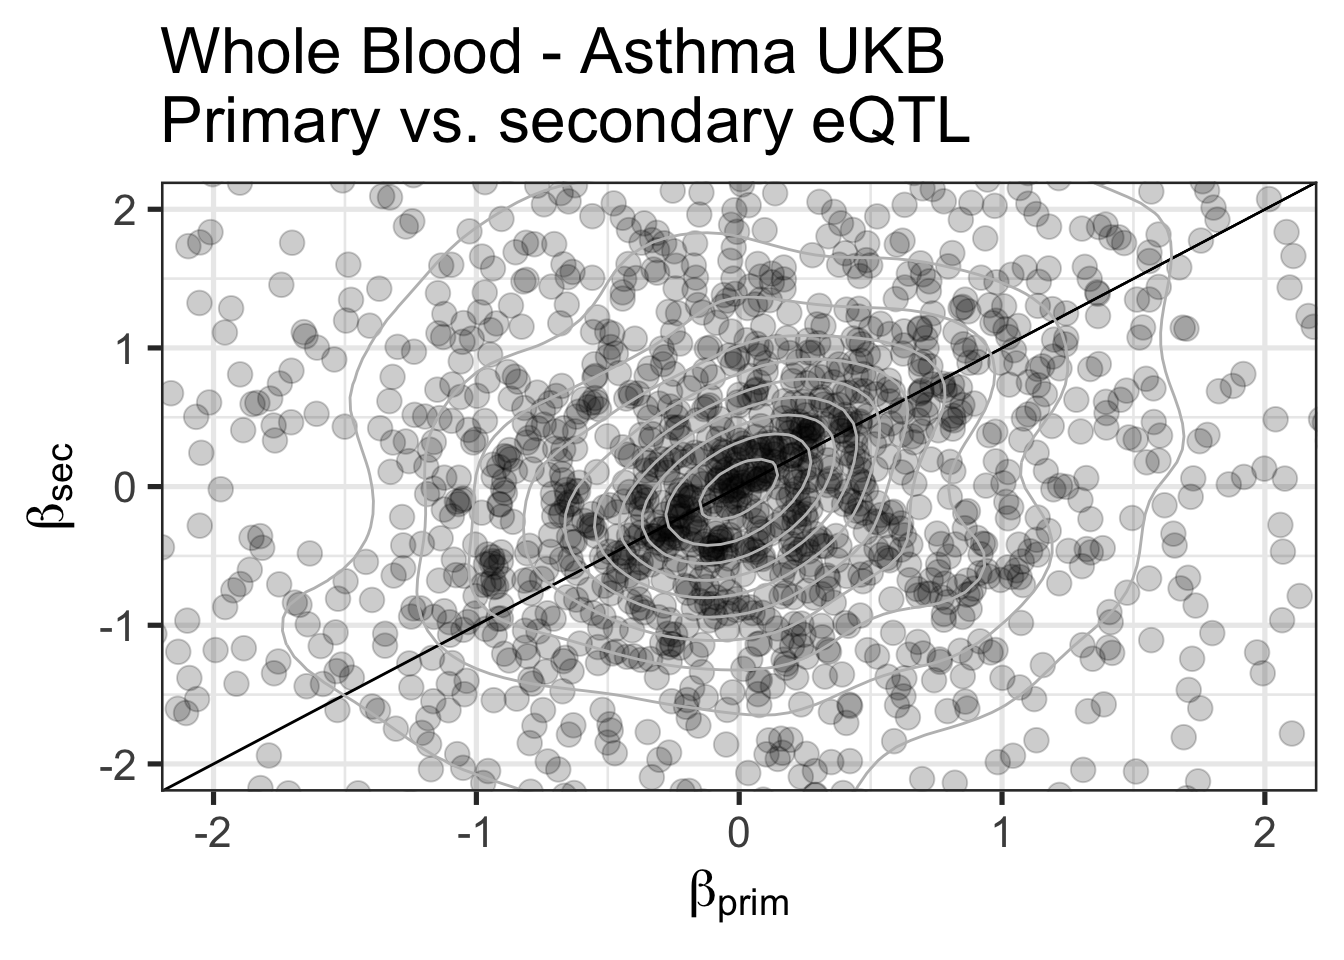 Whole Blood - Asthma UKB
Primary vs. secondary eQTL
2
1
0
-1
-2
βsec
-2 -1 0 1 2
βprim